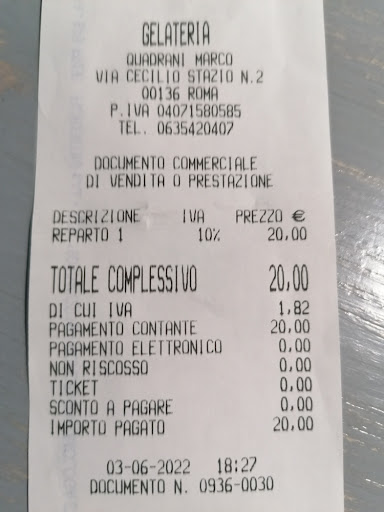 GELATERIA
QUADRANI MARCO
VIA CECILIO STAZIO N.2
00136 ROMA
P.IVA 04071580585
TEL. 0635420407
DOCUMENTO COMMERCIALE
DI VENDITA O PRESTAZIONE
DESCRIZIONE IVA PREZZO €
REPARTO 1 10% 20,00
TOTALE COMPLESSIVO 20,00
DI CUI IVA 1,82
PAGAMENTO CONTANTE 20,00
PAGAMENTO ELETTRONICO 0,00
NON RISCOSSO 0,00
TICKET 0,00
SCONTO A PAGARE 0,00
IMPORTO PAGATO 20,00
03-06-2022 18:27
DOCUMENTO N. 0936-0030